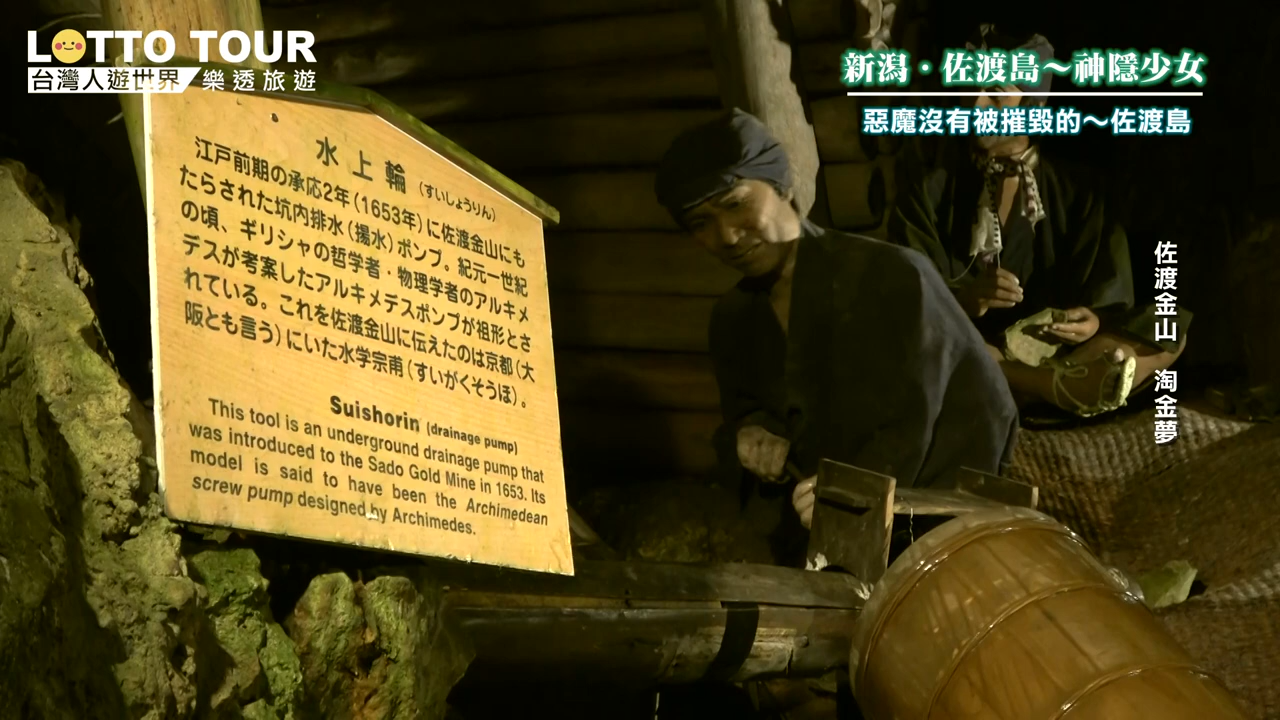 LOTTO TOUR
台灣人遊世界 樂透旅遊
新潟・佐渡島～神隱少女
惡魔沒有被摧毀的～佐渡島
佐渡金山 淘金夢
水上輪(すいしょうりん)
江戸前期の承応2年(1653年)に佐渡金山にも
たらされた坑内排水(揚水)ポンプ。紀元一世紀
の頃、ギリシャの哲学者・物理学者のアルキメ
デスが考案したアルキメデスポンプが祖形とさ
れている。これを佐渡金山に伝えたのは京都(大
阪とも言う)にいた水学宗甫(すいがくそうほ)。
Suishorin (drainage pump)
This tool is an underground drainage pump that
was introduced to the Sado Gold Mine in 1653. Its
model is said to have been the Archimedean
screw pump designed by Archimedes.